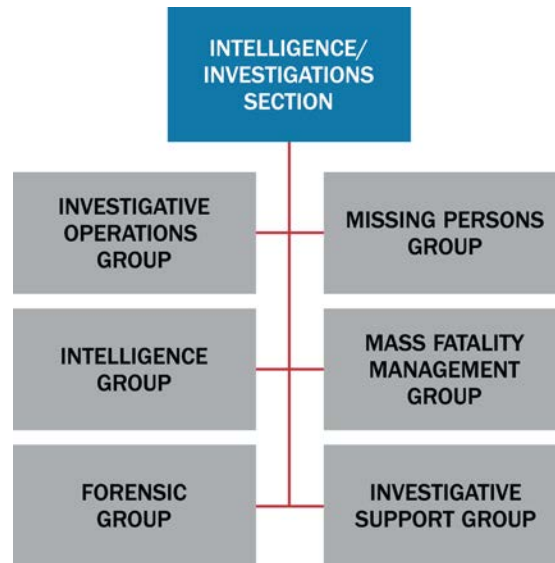 INTELLIGENCE/
INVESTIGATIONS
SECTION
INVESTIGATIVE
OPERATIONS
GROUP
MISSING PERSONS
GROUP
INTELLIGENCE
GROUP
MASS FATALITY
MANAGEMENT
GROUP
FORENSIC
GROUP
INVESTIGATIVE
SUPPORT GROUP